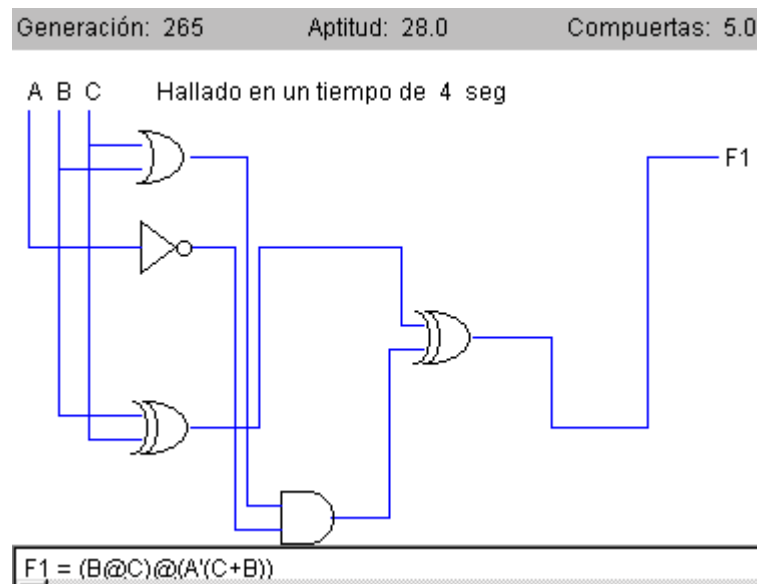 Generación: 265 Aptitud: 28.0 Compuertas: 5.0
A B C Hallado en un tiempo de 4 seg
F1
F1 = (B@C)@(A'(C+B))